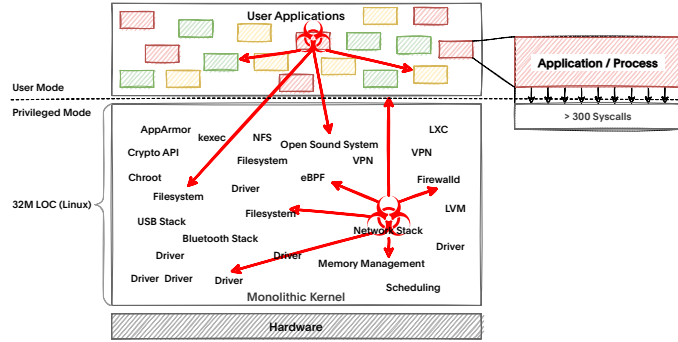 User Applications
Application / Process
User Mode
Privileged Mode
> 300 Syscalls
AppArmor
kexec
NFS
Open Sound System
LXC
Crypto API
Filesystem
VPN
VPN
Chroot
eBPF
Firewalld
Filesystem
Driver
32M LOC (Linux)
USB Stack
Filesystem
LVM
Bluetooth Stack
Network Stack
Driver
Driver
Driver
Memory Management
Driver
Driver
Driver
Scheduling
Monolithic Kernel
Hardware